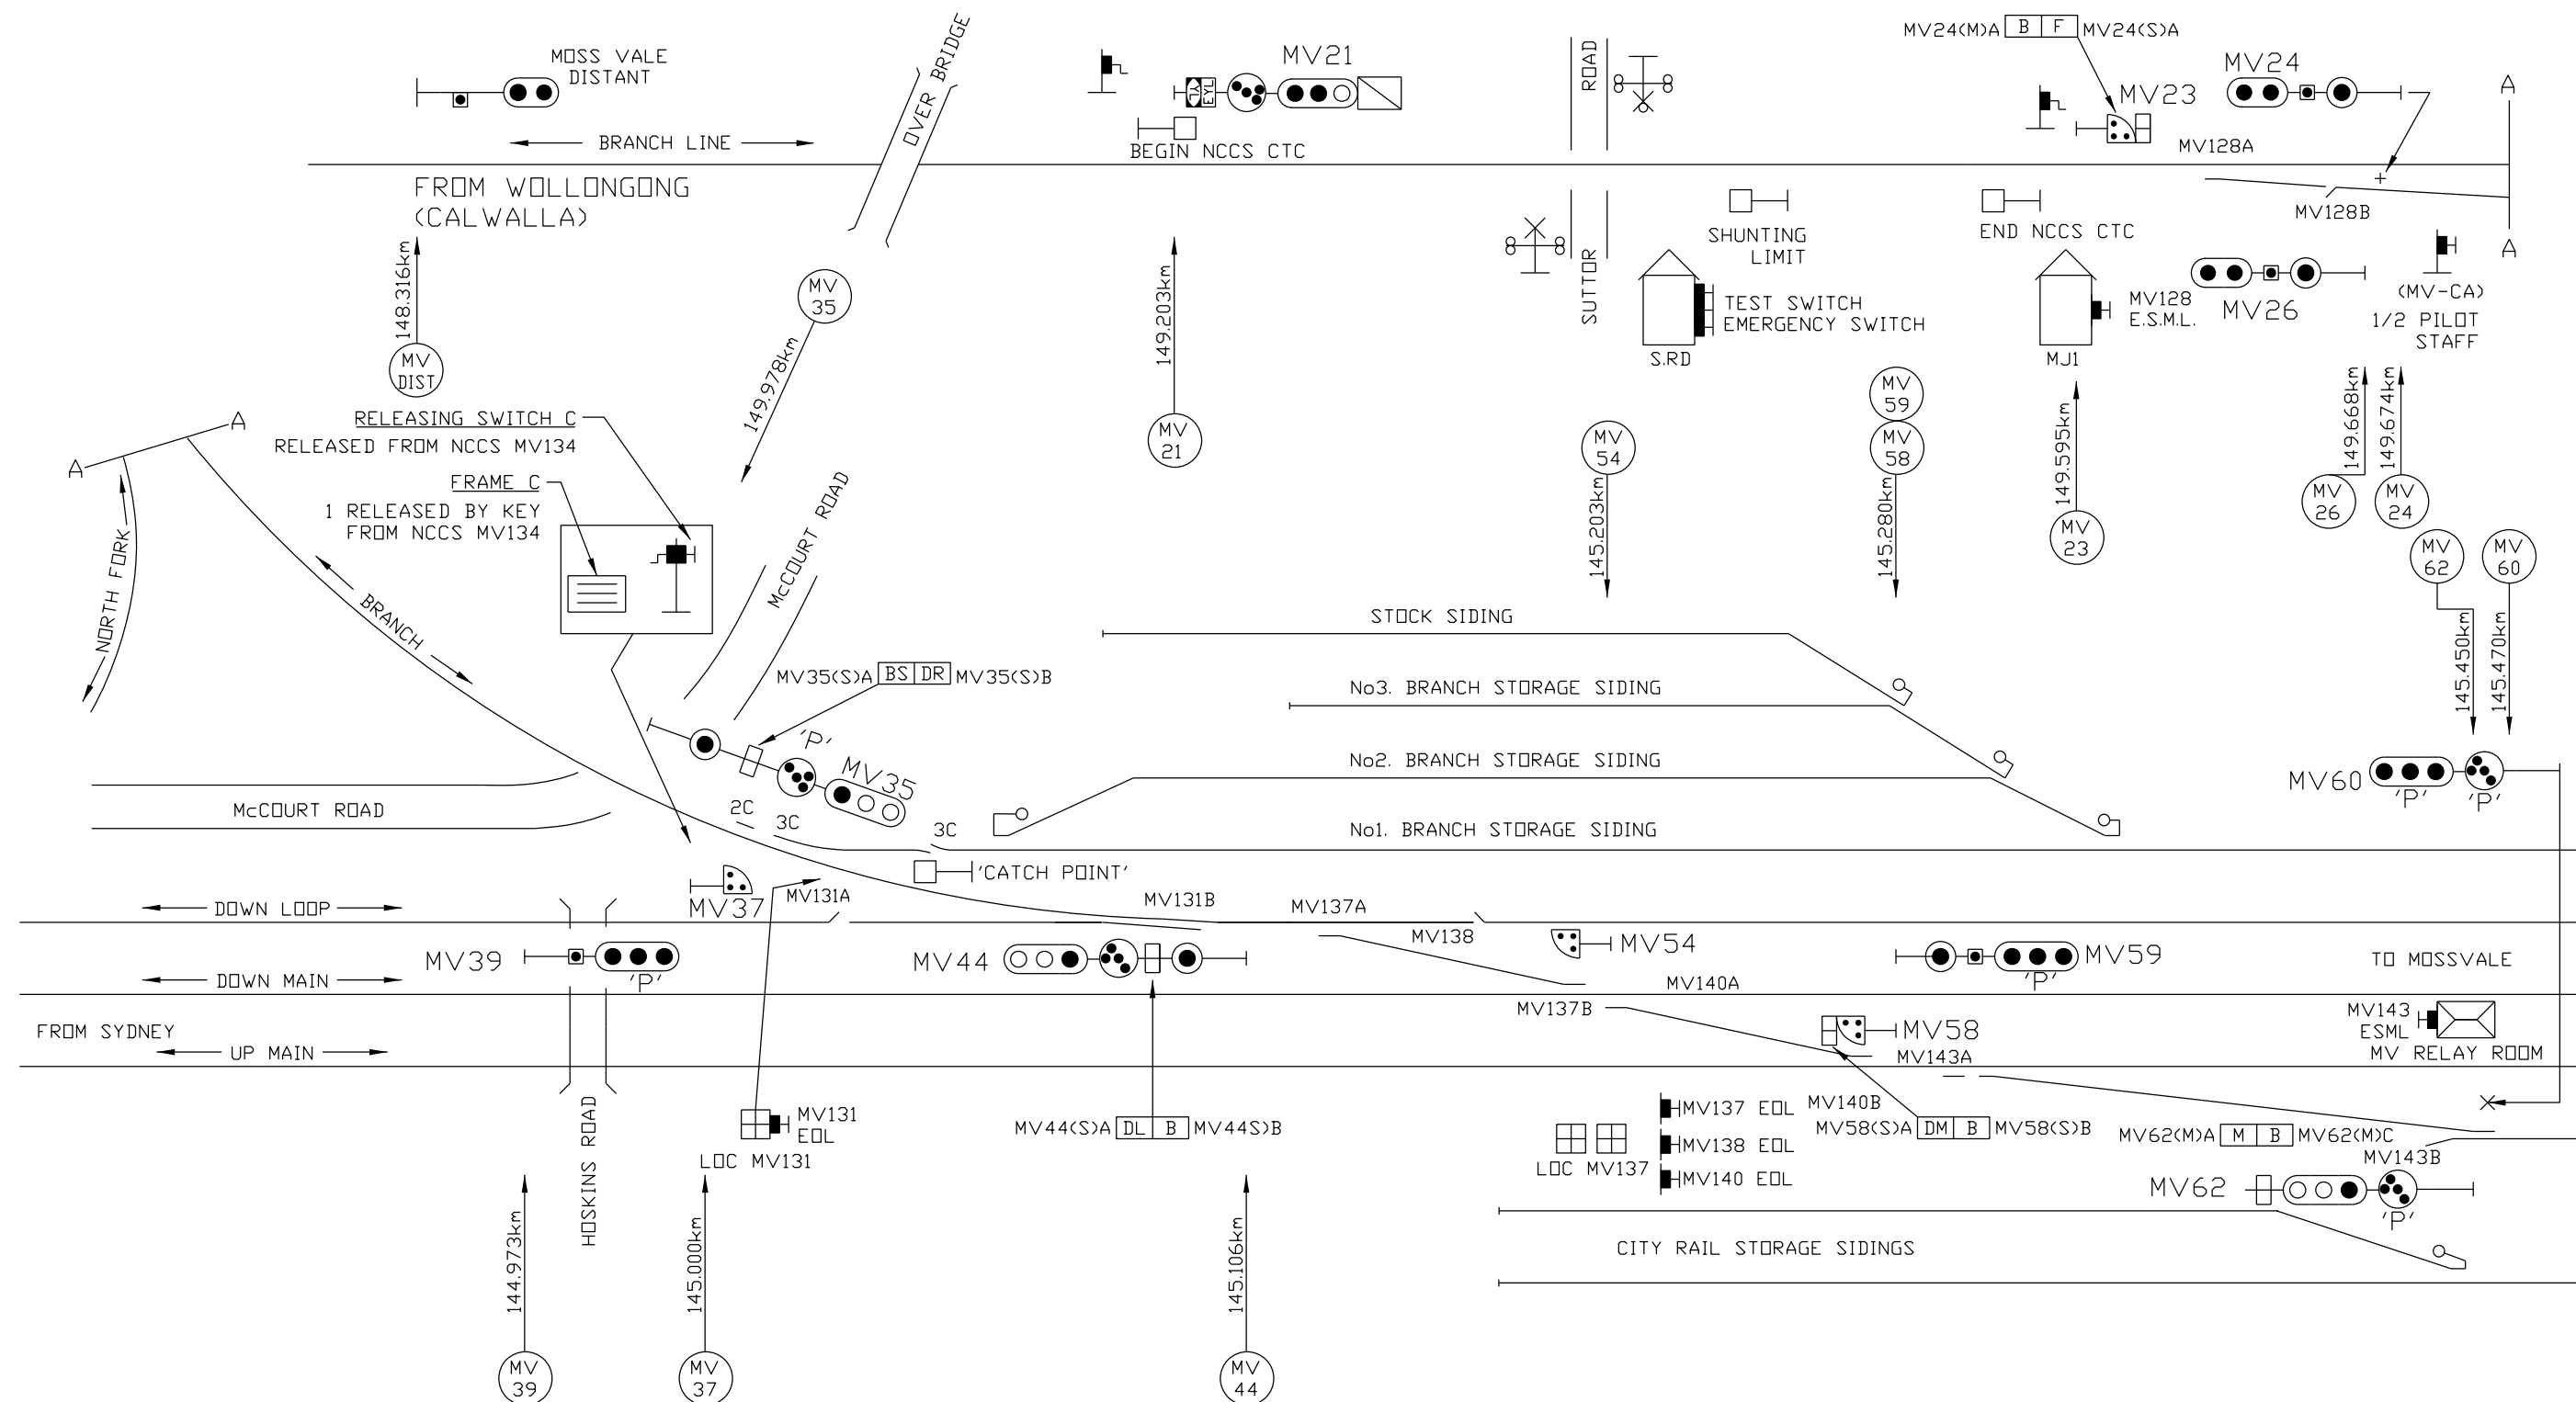 MOSS VALE
DISTANT
BRANCH LINE
OVER BRIDGE
FROM WOLLONGONG
(CALWALLA)
148.316km
MV
DIST
MV
35
149.978km
EYL
EYL
MV21
BEGIN NCCS CTC
149.203km
MV
21
ROAD
SUTTOR
SHUNTING
LIMIT
TEST SWITCH
EMERGENCY SWITCH
S.RD
MV24(M)A B F MV24(S)A
MV23
MV24
MV128A
MV128B
END NCCS CTC
MV128
E.S.M.L.
MJ1
MV26
(MV-CA)
1/2 PILOT
STAFF
A
A
MV
54
145.203km
MV
59
MV
58
145.280km
149.595km
MV
23
149.668km
149.674km
MV
26
MV
24
MV
62
MV
60
145.450km
145.470km
A
A
NORTH FORK
BRANCH
RELEASING SWITCH C
RELEASED FROM NCCS MV134
FRAME C
1 RELEASED BY KEY
FROM NCCS MV134
McCOURT ROAD
MV35(S)A BS DR MV35(S)B
'P'
MV35
McCOURT ROAD
2C
3C
3C
STOCK SIDING
No3. BRANCH STORAGE SIDING
No2. BRANCH STORAGE SIDING
No1. BRANCH STORAGE SIDING
MV60
'P'
'P'
'CATCH POINT'
MV37
MV131A
MV131B
MV137A
DOWN LOOP
MV138
MV54
MV39
'P'
MV44
MV59
'P'
TO MOSSVALE
DOWN MAIN
MV140A
MV137B
FROM SYDNEY
MV58
MV143
ESML
MV RELAY ROOM
UP MAIN
MV143A
HOSKINS ROAD
MV131
EOL
LOC MV131
MV44(S)A DL B MV44S)B
LOC MV137
MV137 EOL
MV138 EOL
MV140 EOL
MV140B
MV58(S)A DM B MV58(S)B
MV62(M)A M B MV62(M)C
MV143B
MV62
'P'
CITY RAIL STORAGE SIDINGS
144.973km
145.000km
145.106km
MV
39
MV
37
MV
44